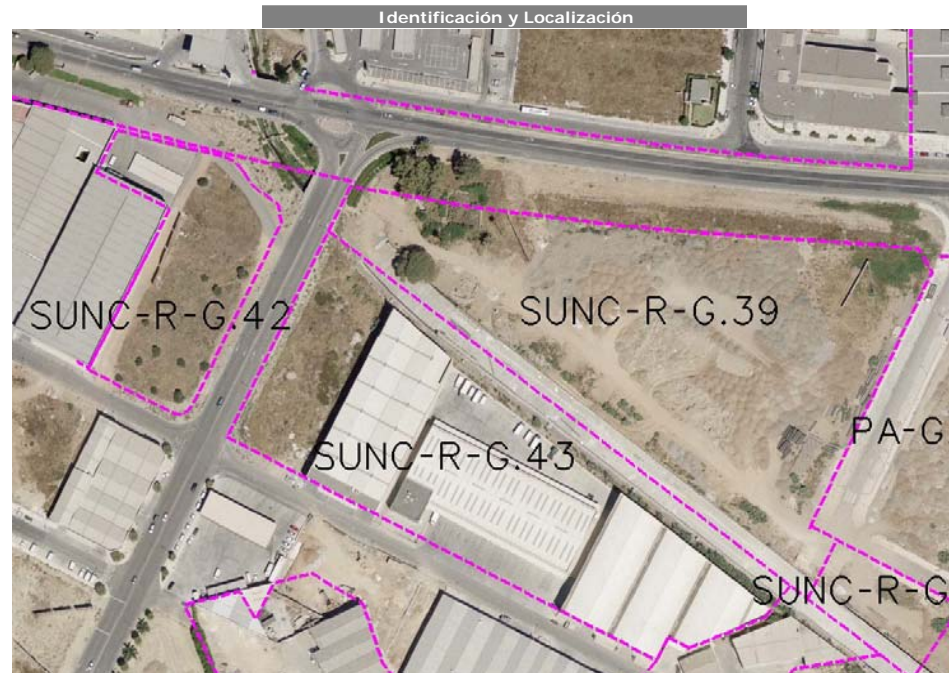 Identificación y Localización
SUNC-R-G.42
SUNC-R-G.39
PA-G
SUNC-R-G.43
SUNC-R-G